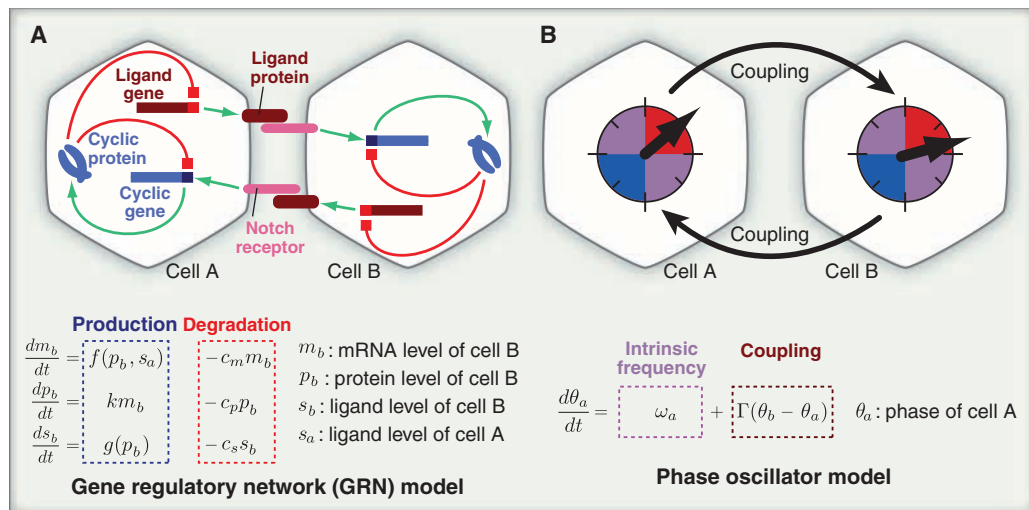 A
Ligand
gene
Ligand
protein
Cyclic
protein
Cyclic
gene
Notch
receptor
Cell A
Cell B
Production Degradation
dm_b/dt = f(p_b, s_a) − c_m m_b
dp_b/dt = km_b − c_p p_b
ds_b/dt = g(p_b) − c_s s_b
m_b : mRNA level of cell B
p_b : protein level of cell B
s_b : ligand level of cell B
s_a : ligand level of cell A
Gene regulatory network (GRN) model
B
Coupling
Coupling
Cell A
Cell B
Intrinsic
frequency
Coupling
dθ_a/dt = ω_a + Γ(θ_b − θ_a)
θ_a : phase of cell A
Phase oscillator model